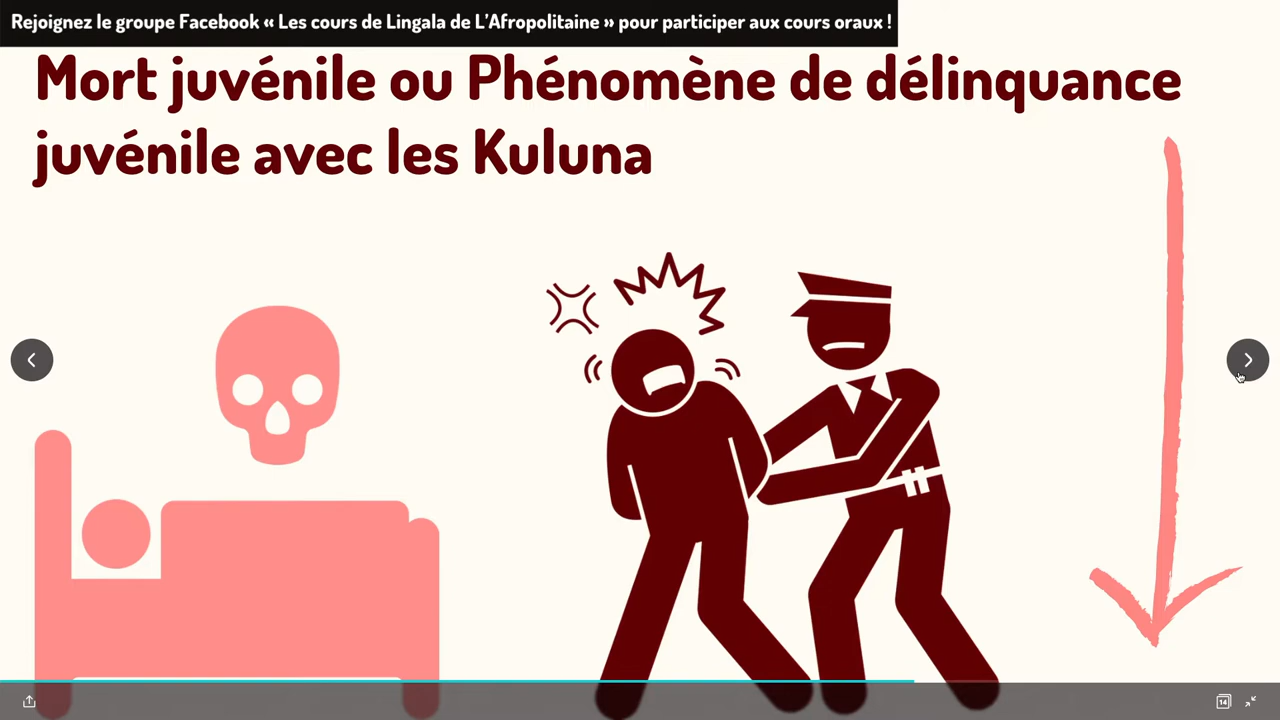 Rejoignez le groupe Facebook « Les cours de Lingala de L'Afropolitaine » pour participer aux cours oraux !
Mort juvénile ou Phénomène de délinquance
juvénile avec les Kuluna
14